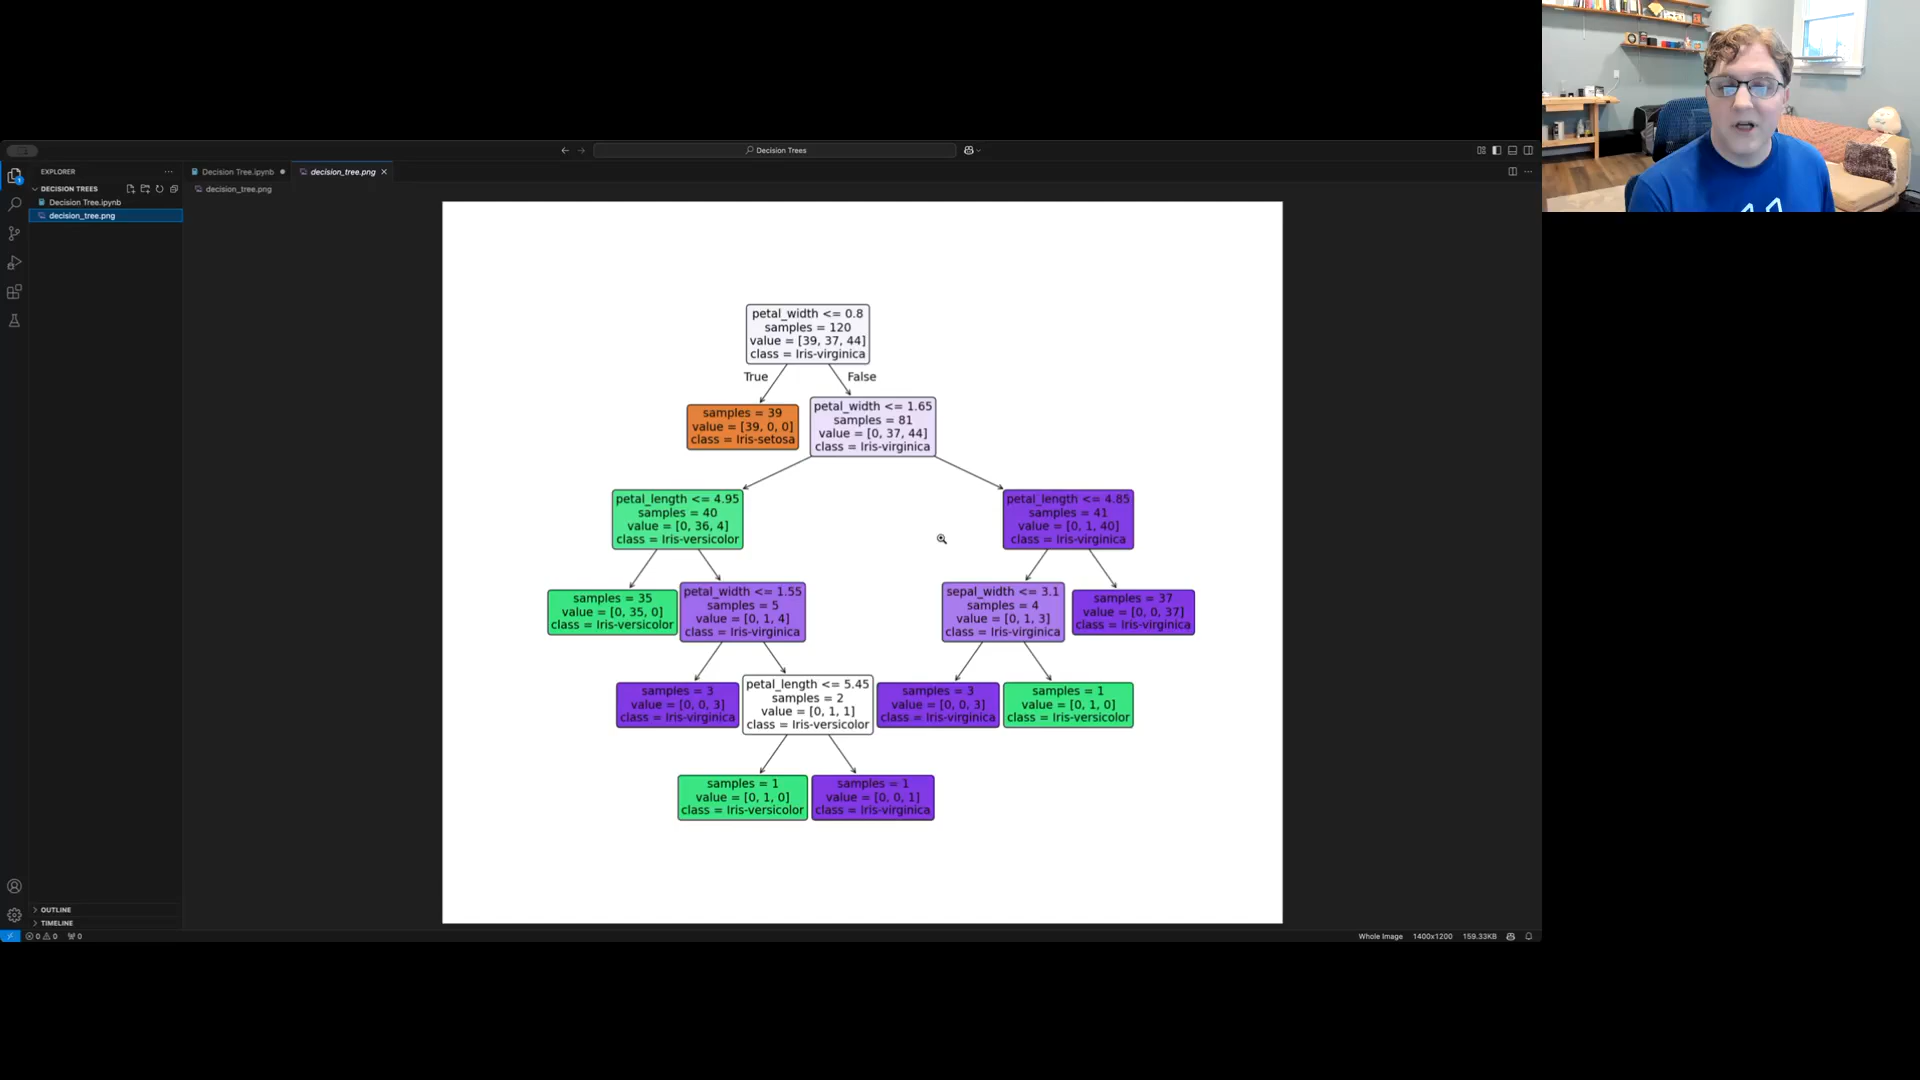 Decision Trees
EXPLORER
DECISION TREES
Decision Tree.ipynb
decision_tree.png
Decision Tree.ipynb
decision_tree.png
decision_tree.png
petal_width <= 0.8
samples = 120
value = [39, 37, 44]
class = Iris-virginica
True
False
samples = 39
value = [39, 0, 0]
class = Iris-setosa
petal_width <= 1.65
samples = 81
value = [0, 37, 44]
class = Iris-virginica
petal_length <= 4.95
samples = 40
value = [0, 36, 4]
class = Iris-versicolor
petal_length <= 4.85
samples = 41
value = [0, 1, 40]
class = Iris-virginica
samples = 35
value = [0, 35, 0]
class = Iris-versicolor
petal_width <= 1.55
samples = 5
value = [0, 1, 4]
class = Iris-virginica
sepal_width <= 3.1
samples = 4
value = [0, 1, 3]
class = Iris-virginica
samples = 37
value = [0, 0, 37]
class = Iris-virginica
samples = 3
value = [0, 0, 3]
class = Iris-virginica
petal_length <= 5.45
samples = 2
value = [0, 1, 1]
class = Iris-versicolor
samples = 3
value = [0, 0, 3]
class = Iris-virginica
samples = 1
value = [0, 1, 0]
class = Iris-versicolor
samples = 1
value = [0, 1, 0]
class = Iris-versicolor
samples = 1
value = [0, 0, 1]
class = Iris-virginica
OUTLINE
TIMELINE
0 0 0
Whole Image 1400x1200 159.33KB